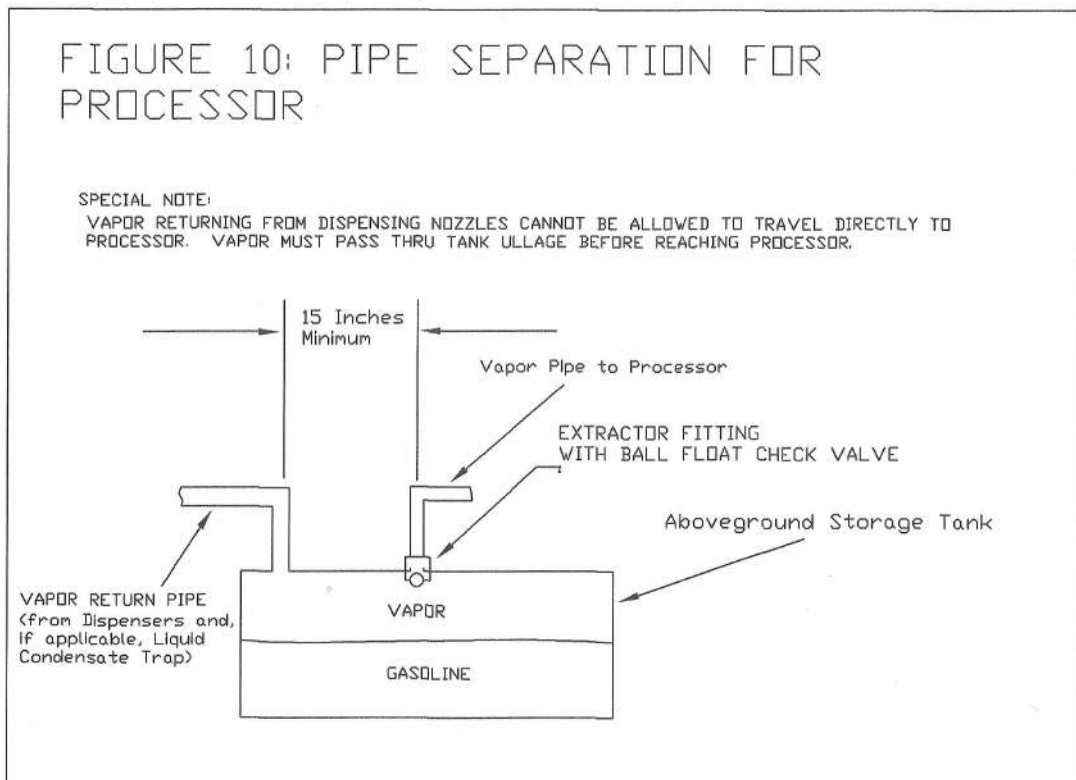 FIGURE 10: PIPE SEPARATION FOR
PROCESSOR
SPECIAL NOTE:
VAPOR RETURNING FROM DISPENSING NOZZLES CANNOT BE ALLOWED TO TRAVEL DIRECTLY TO
PROCESSOR. VAPOR MUST PASS THRU TANK ULLAGE BEFORE REACHING PROCESSOR.
15 Inches
Minimum
Vapor Pipe to Processor
EXTRACTOR FITTING
WITH BALL FLOAT CHECK VALVE
Aboveground Storage Tank
VAPOR RETURN PIPE
(from Dispensers and,
if applicable, Liquid
Condensate Trap)
VAPOR
GASOLINE